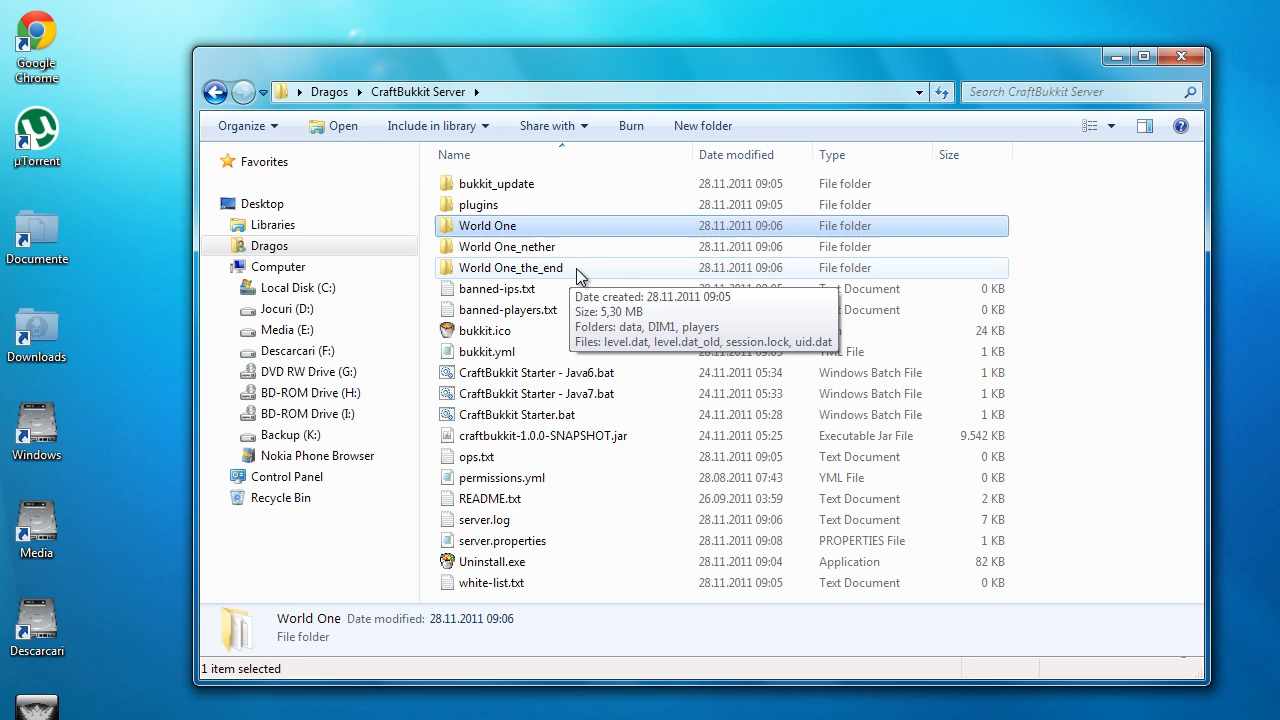 Google
Chrome
µTorrent
Documente
Downloads
Windows
Media
Descarcari
Dragos CraftBukkit Server
Search CraftBukkit Server
Organize Open Include in library Share with Burn New folder
Favorites
Desktop
Libraries
Dragos
Computer
Local Disk (C:)
Jocuri (D:)
Media (E:)
Descarcari (F:)
DVD RW Drive (G:)
BD-ROM Drive (H:)
BD-ROM Drive (I:)
Backup (K:)
Nokia Phone Browser
Control Panel
Recycle Bin
Name Date modified Type Size
bukkit_update 28.11.2011 09:05 File folder
plugins 28.11.2011 09:05 File folder
World One 28.11.2011 09:06 File folder
World One_nether 28.11.2011 09:06 File folder
World One_the_end 28.11.2011 09:06 File folder
banned-ips.txt Document 0 KB
banned-players.txt Document 0 KB
bukkit.ico 24 KB
bukkit.yml File 1 KB
Date created: 28.11.2011 09:05
Size: 5,30 MB
Folders: data, DIM1, players
Files: level.dat, level.dat_old, session.lock, uid.dat
CraftBukkit Starter - Java6.bat 24.11.2011 05:34 Windows Batch File 1 KB
CraftBukkit Starter - Java7.bat 24.11.2011 05:33 Windows Batch File 1 KB
CraftBukkit Starter.bat 24.11.2011 05:28 Windows Batch File 1 KB
craftbukkit-1.0.0-SNAPSHOT.jar 24.11.2011 05:25 Executable Jar File 9.542 KB
ops.txt 28.11.2011 09:05 Text Document 0 KB
permissions.yml 28.08.2011 07:43 YML File 0 KB
README.txt 26.09.2011 03:59 Text Document 2 KB
server.log 28.11.2011 09:06 Text Document 7 KB
server.properties 28.11.2011 09:08 PROPERTIES File 1 KB
Uninstall.exe 28.11.2011 09:04 Application 82 KB
white-list.txt 28.11.2011 09:05 Text Document 0 KB
World One Date modified: 28.11.2011 09:06
File folder
1 item selected